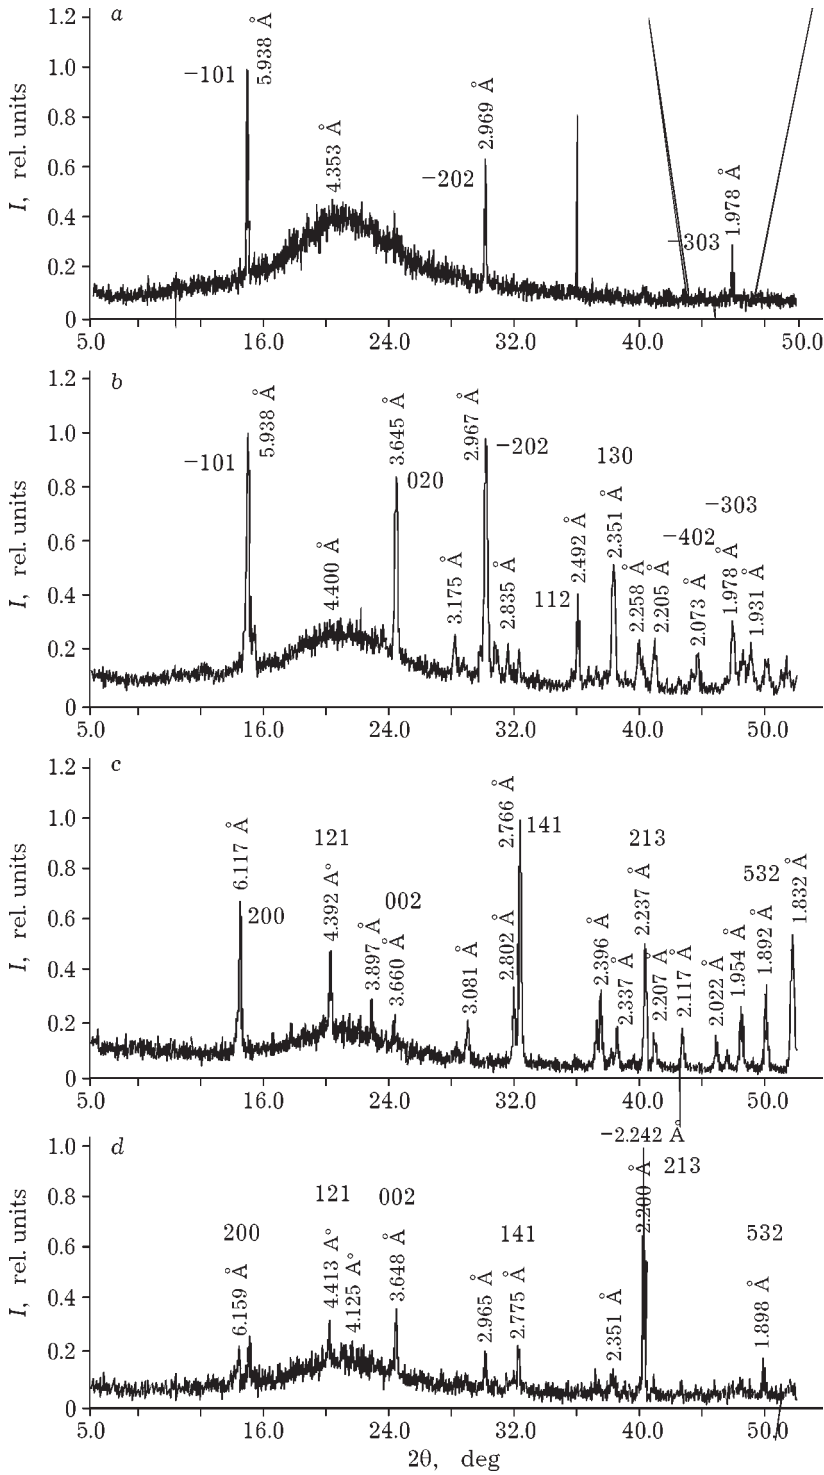 a
I, rel. units
1.2
1.0
0.8
0.6
0.4
0.2
0
−101
5.938 Å
4.353 Å
−202
2.969 Å
−303
1.978 Å
5.0 16.0 24.0 32.0 40.0 50.0
b
I, rel. units
1.2
1.0
0.8
0.6
0.4
0.2
0
−101
5.938 Å
4.400 Å
3.645 Å
020
3.175 Å
2.967 Å
−202
2.835 Å
112
2.492 Å
130
2.351 Å
2.258 Å
2.205 Å
−402
2.073 Å
−303
1.978 Å
1.931 Å
5.0 16.0 24.0 32.0 40.0 50.0
c
I, rel. units
1.2
1.0
0.8
0.6
0.4
0.2
0
6.117 Å
200
121
4.392 A°
3.897 Å
002
3.660 Å
3.081 Å
2.802 Å
2.766 Å
141
2.396 Å
2.337 Å
213
2.237 Å
2.207 Å
2.117 Å
2.022 Å
1.954 Å
532
1.892 Å
1.832 Å
5.0 16.0 24.0 32.0 40.0 50.0
d
I, rel. units
1.0
0.8
0.6
0.4
0.2
0
200
6.159 Å
121
4.413 A°
4.125 A°
002
3.648 Å
2.965 Å
141
2.775 Å
2.351 Å
−2.242 Å
2.200 Å
213
532
1.898 Å
5.0 16.0 24.0 32.0 40.0 50.0
2θ, deg